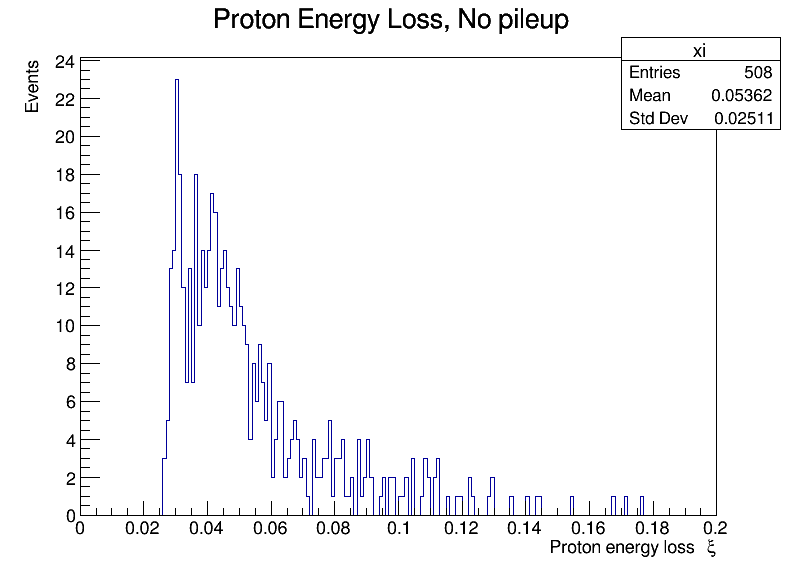 Proton Energy Loss, No pileup
xi
Entries 508
Mean 0.05362
Std Dev 0.02511
Events
24
22
20
18
16
14
12
10
8
6
4
2
0
0 0.02 0.04 0.06 0.08 0.1 0.12 0.14 0.16 0.18 0.2
Proton energy loss ξ